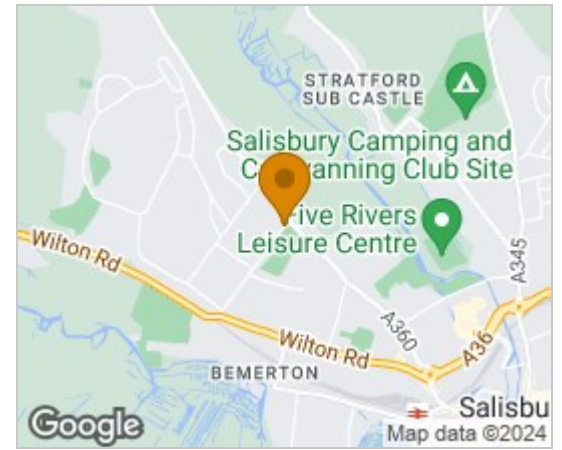 STRATFORD
SUB CASTLE
Salisbury Camping and
Club Site
Five Rivers
Leisure Centre
Wilton Rd
A345
A360
Wilton Rd
A36
BEMERTON
Salisbu
Google
Map data ©2024